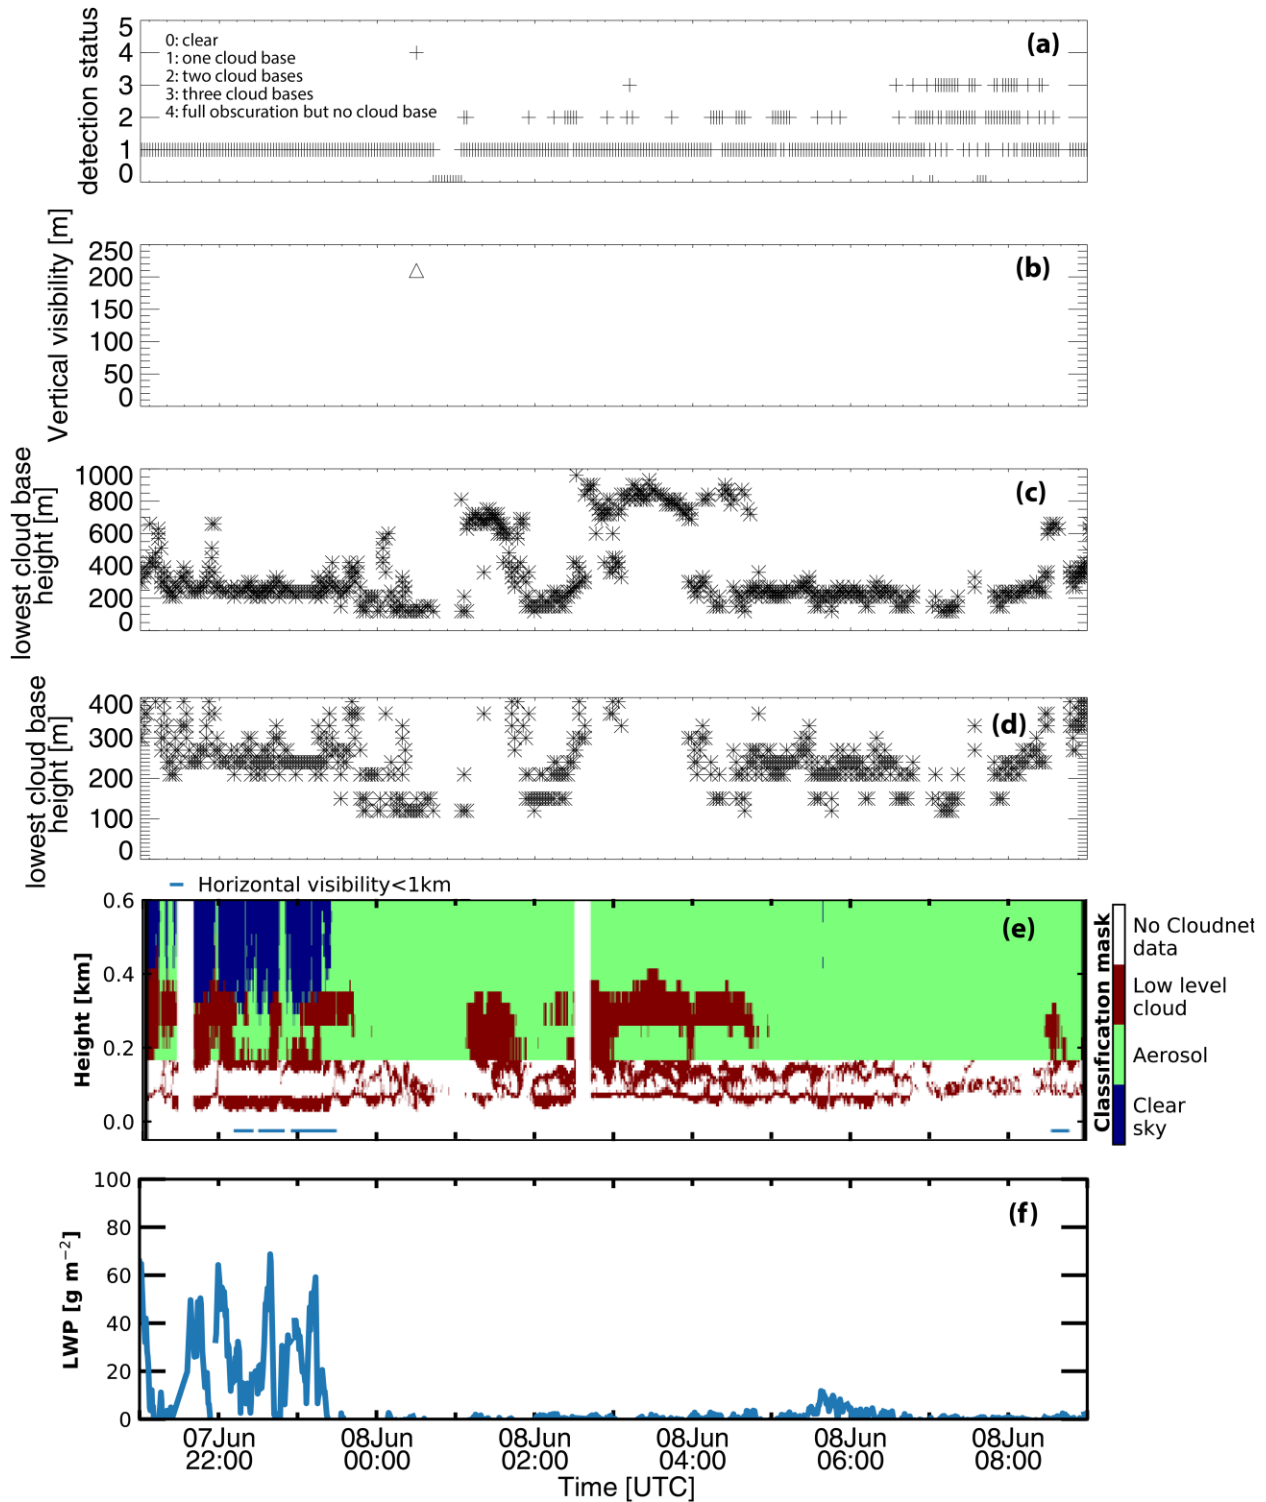 detection status
5
4
3
2
1
0
0: clear
1: one cloud base
2: two cloud bases
3: three cloud bases
4: full obscuration but no cloud base
(a)
Vertical visibility [m]
250
200
150
100
50
0
(b)
lowest cloud base
height [m]
1000
800
600
400
200
0
(c)
lowest cloud base
height [m]
400
300
200
100
0
(d)
Horizontal visibility<1km
Height [km]
0.6
0.4
0.2
0.0
(e)
Classification mask
No Cloudnet
data
Low level
cloud
Aerosol
Clear
sky
LWP [g m−2]
100
80
60
40
20
0
(f)
07Jun
22:00
08Jun
00:00
08Jun
02:00
08Jun
04:00
08Jun
06:00
08Jun
08:00
Time [UTC]